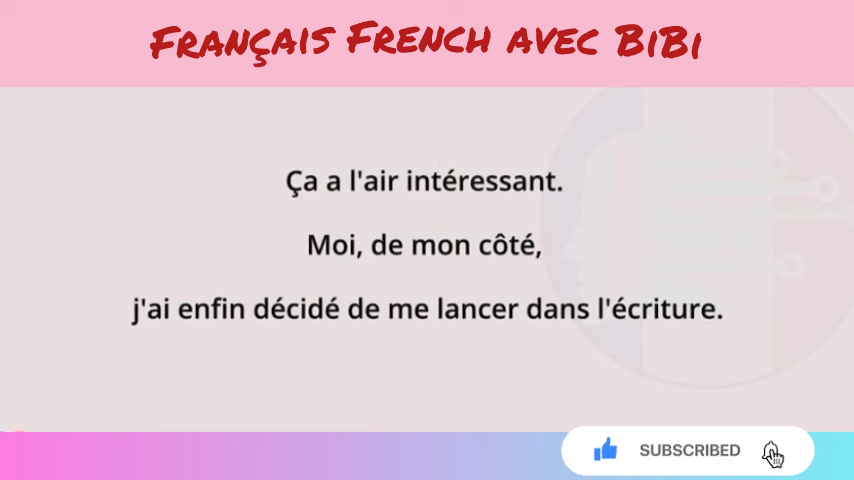 FRANÇAIS FRENCH AVEC BIBI
Ça a l'air intéressant.
Moi, de mon côté,
j'ai enfin décidé de me lancer dans l'écriture.
SUBSCRIBED